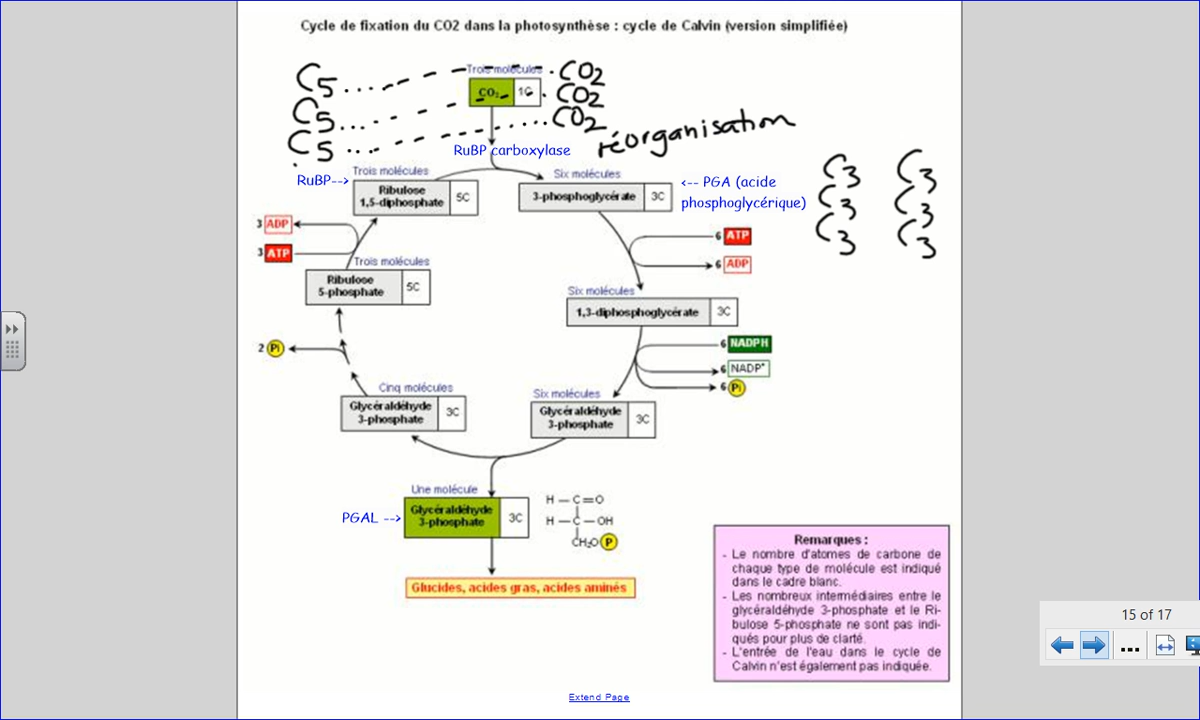 Cycle de fixation du CO2 dans la photosynthèse : cycle de Calvin (version simplifiée)
C5 Trois molécules CO2
CO₂ 1C
C5 CO2
C5 CO2
RuBP carboxylase
réorganisation
RuBP-->
Trois molécules
Ribulose
1,5-diphosphate
5C
Six molécules
3-phosphoglycérate 3C
<-- PGA (acide
phosphoglycérique)
C3 C3
C3 C3
C3 C3
3 ADP
3 ATP
6 ATP
6 ADP
Trois molécules
Ribulose
5-phosphate
5C
Six molécules
1,3-diphosphoglycérate 3C
6 NADPH
6 NADP⁺
6 Pi
2 Pi
Cinq molécules
Glycéraldéhyde
3-phosphate
3C
Six molécules
Glycéraldéhyde
3-phosphate
3C
Une molécule
PGAL -->
Glycéraldéhyde
3-phosphate
3C
H — C = O
H — C — OH
CH₂O P
Glucides, acides gras, acides aminés
Remarques :
- Le nombre d'atomes de carbone de
chaque type de molécule est indiqué
dans le cadre blanc.
- Les nombreux intermédiaires entre le
glycéraldéhyde 3-phosphate et le Ri-
bulose 5-phosphate ne sont pas indi-
qués pour plus de clarté.
- L'entrée de l'eau dans le cycle de
Calvin n'est également pas indiquée.
15 of 17
...
Extend Page